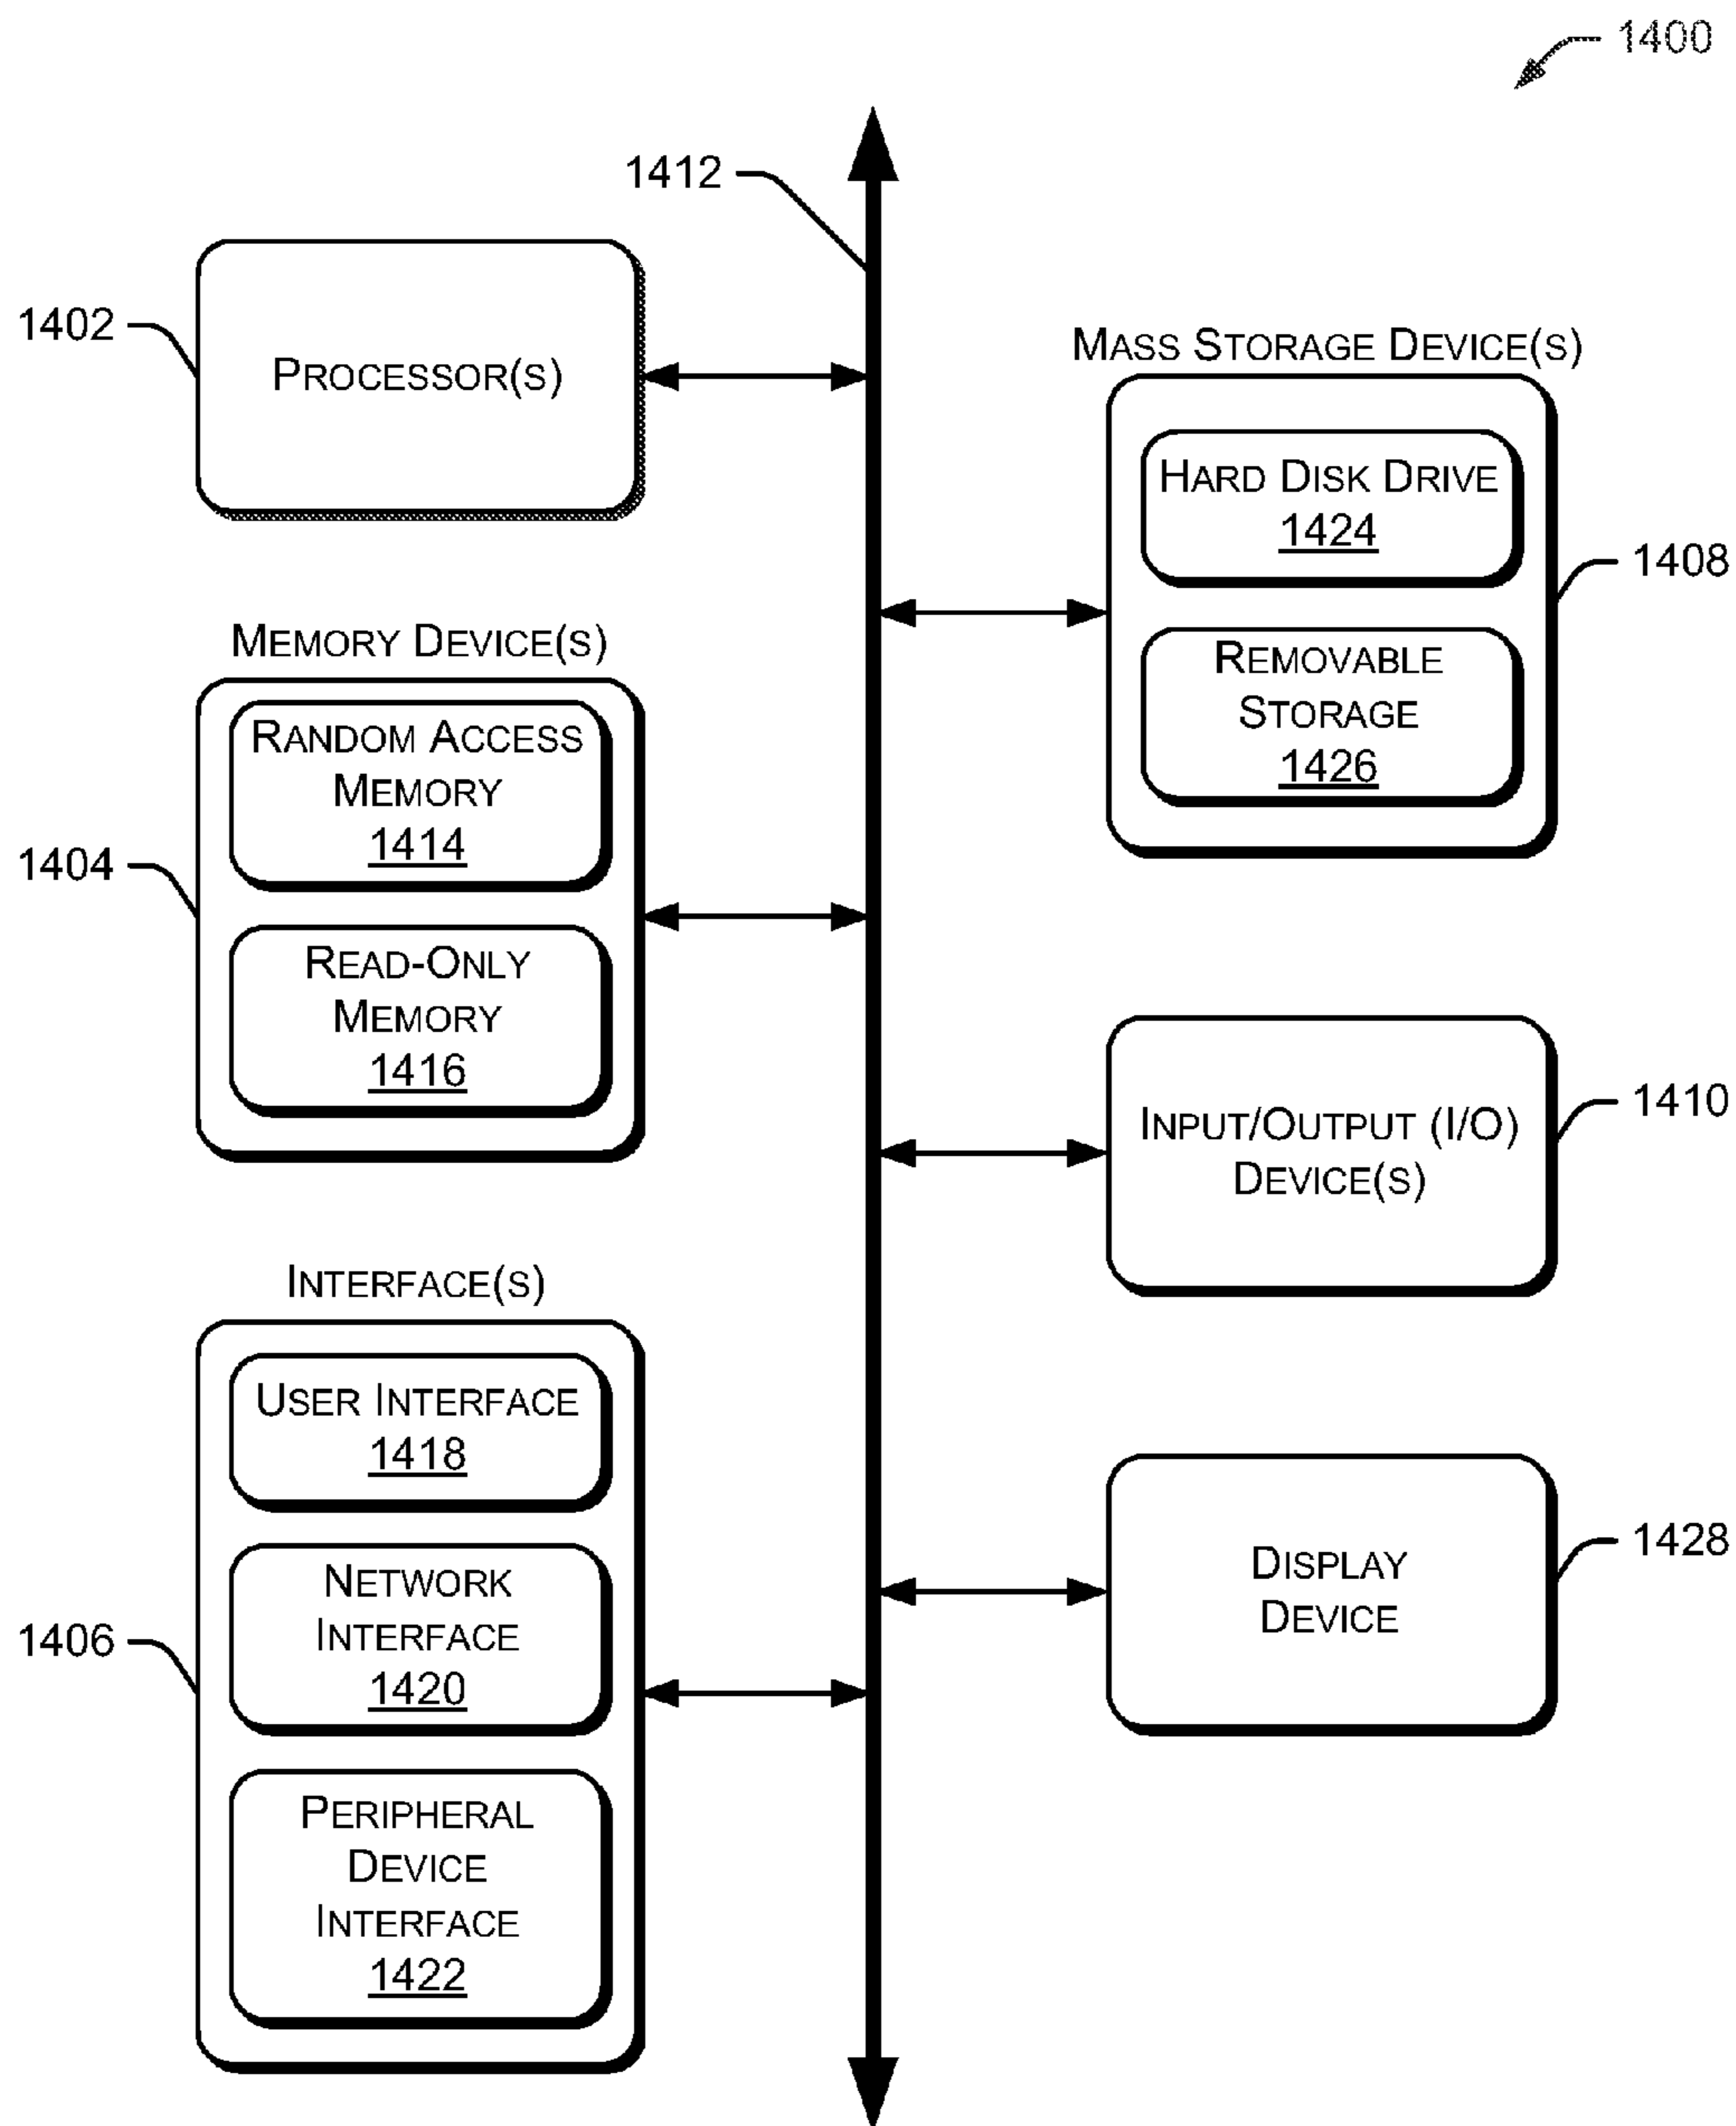 1400
1412
1402
PROCESSOR(S)
MASS STORAGE DEVICE(S)
HARD DISK DRIVE
1424
1408
REMOVABLE
STORAGE
1426
MEMORY DEVICE(S)
RANDOM ACCESS
MEMORY
1414
1404
READ-ONLY
MEMORY
1416
INPUT/OUTPUT (I/O)
DEVICE(S)
1410
INTERFACE(S)
USER INTERFACE
1418
NETWORK
INTERFACE
1420
1406
PERIPHERAL
DEVICE
INTERFACE
1422
DISPLAY
DEVICE
1428